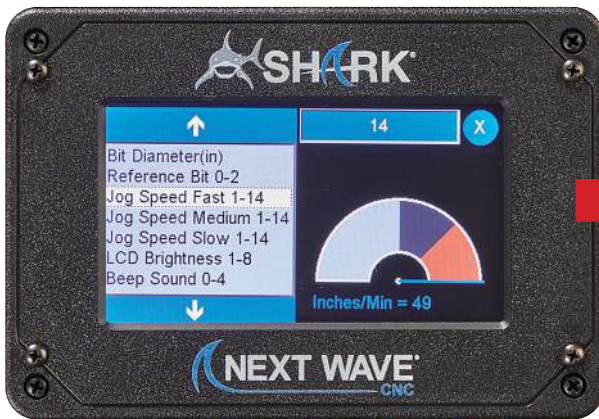 SHARK®
14
X
Bit Diameter(in)
Reference Bit 0-2
Jog Speed Fast 1-14
Jog Speed Medium 1-14
Jog Speed Slow 1-14
LCD Brightness 1-8
Beep Sound 0-4
Inches/Min = 49
NEXT WAVE®
CNC